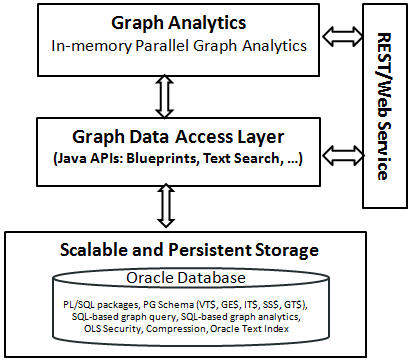 Graph Analytics
In-memory Parallel Graph Analytics
REST/Web Service
Graph Data Access Layer
(Java APIs: Blueprints, Text Search, ...)
Scalable and Persistent Storage
Oracle Database
PL/SQL packages, PG Schema (VT$, GE$, IT$, SS$, GT$),
SQL-based graph query, SQL-based graph analytics,
OLS Security, Compression, Oracle Text Index